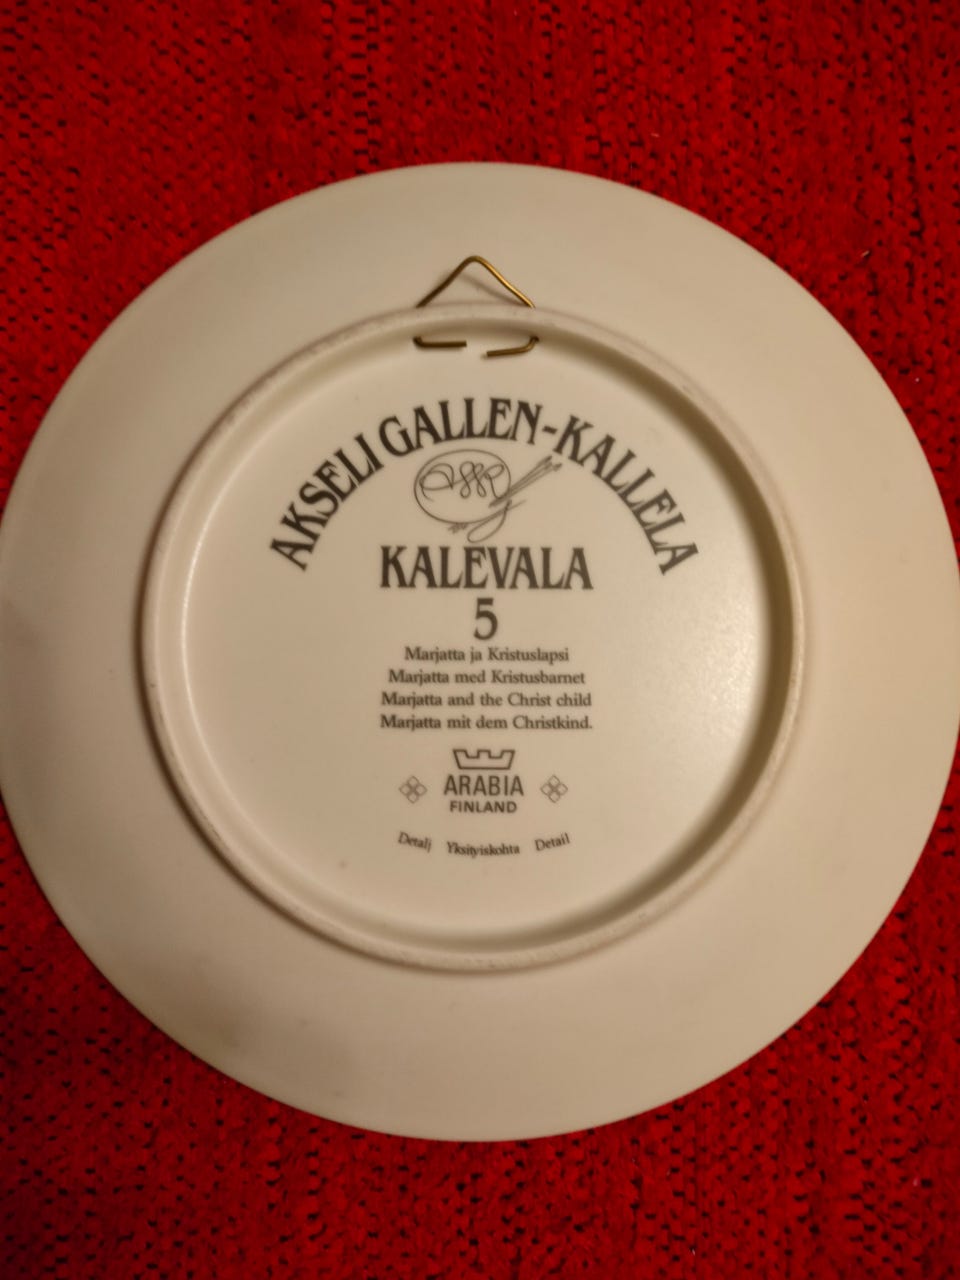 AKSELI GALLEN-KALLELA
KALEVALA
5
Marjatta ja Kristuslapsi
Marjatta med Kristusbarnet
Marjatta and the Christ child
Marjatta mit dem Christkind.
ARABIA
FINLAND
Detalj Yksityiskohta Detail